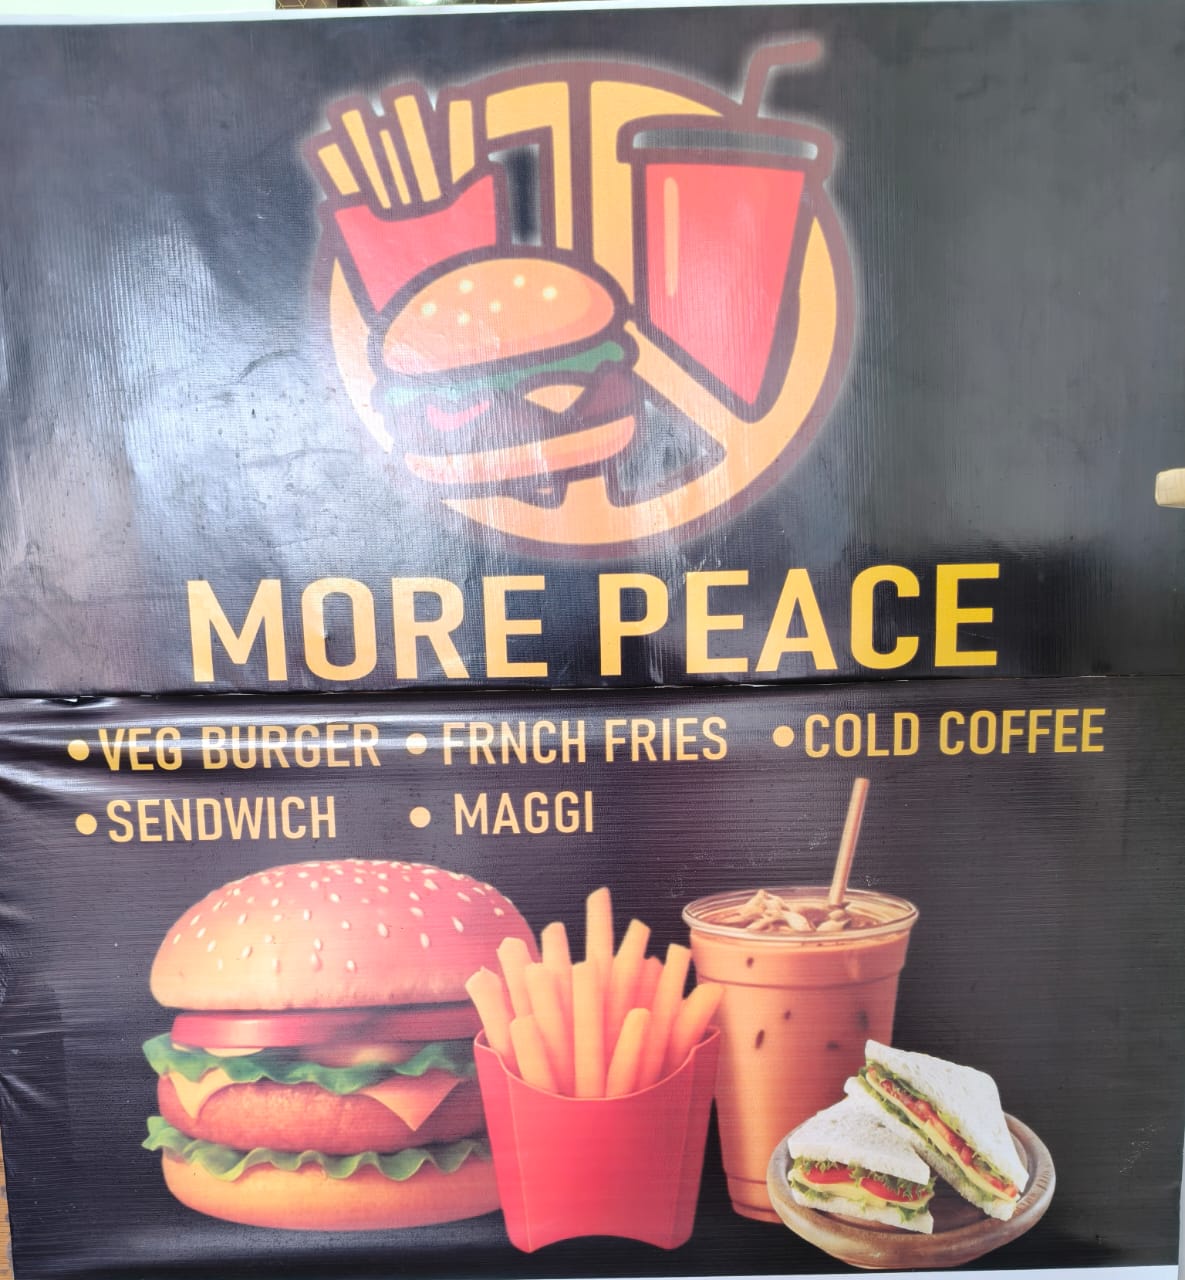 MORE PEACE
• VEG BURGER • FRNCH FRIES • COLD COFFEE
• SENDWICH • MAGGI